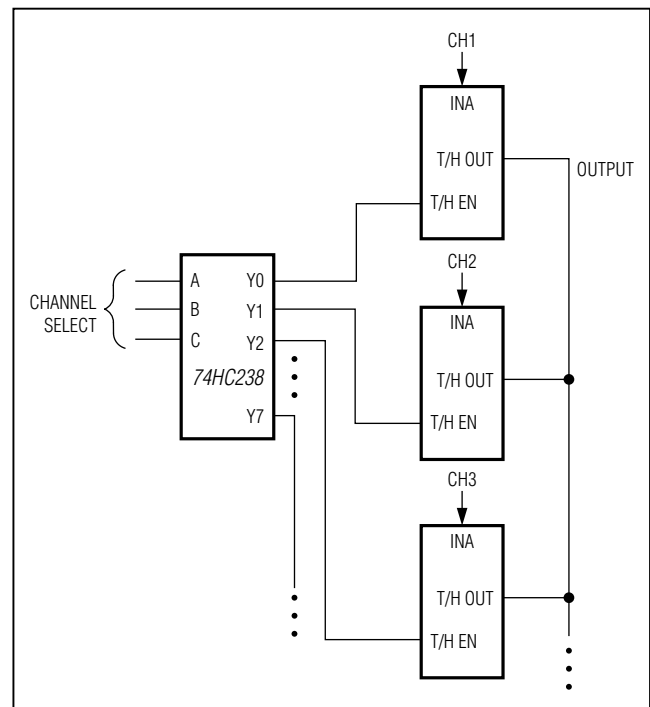 CH1
INA
T/H OUT
OUTPUT
T/H EN
CH2
INA
T/H OUT
T/H EN
CH3
INA
T/H OUT
T/H EN
CHANNEL
SELECT
A
B
C
Y0
Y1
Y2
74HC238
Y7